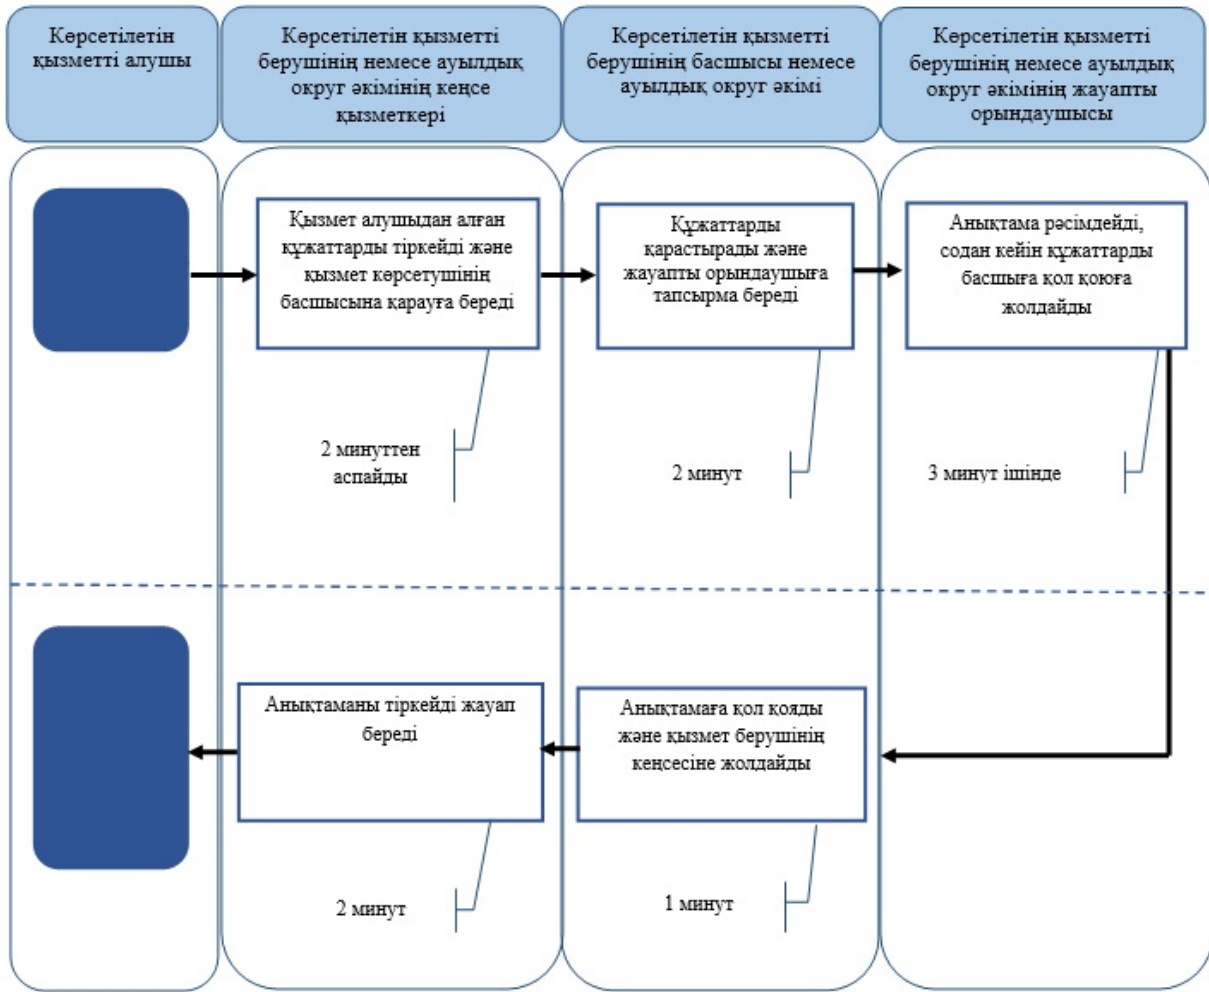 Көрсетілетін
қызметті алушы
Көрсетілетін қызметті
берушінің немесе ауылдық
округ әкімінің кеңсе
қызметкері
Көрсетілетін қызметті
берушінің басшысы немесе
ауылдық округ әкімі
Көрсетілетін қызметті
берушінің немесе ауылдық
округ әкімінің жауапты
орындаушысы
Қызмет алушыдан алған
құжаттарды тіркейді және
қызмет көрсетушінің
басшысына қарауға береді
Құжаттарды
қарастырады және
жауапты орындаушыға
тапсырма береді
Анықтама рәсімдейді,
содан кейін құжаттарды
басшыға қол қоюға
жолдайды
2 минуттен
аспайды
2 минут
3 минут ішінде
Анықтаманы тіркейді жауап
береді
Анықтамаға қол қояды
және қызмет берушінің
кеңсесіне жолдайды
2 минут
1 минут